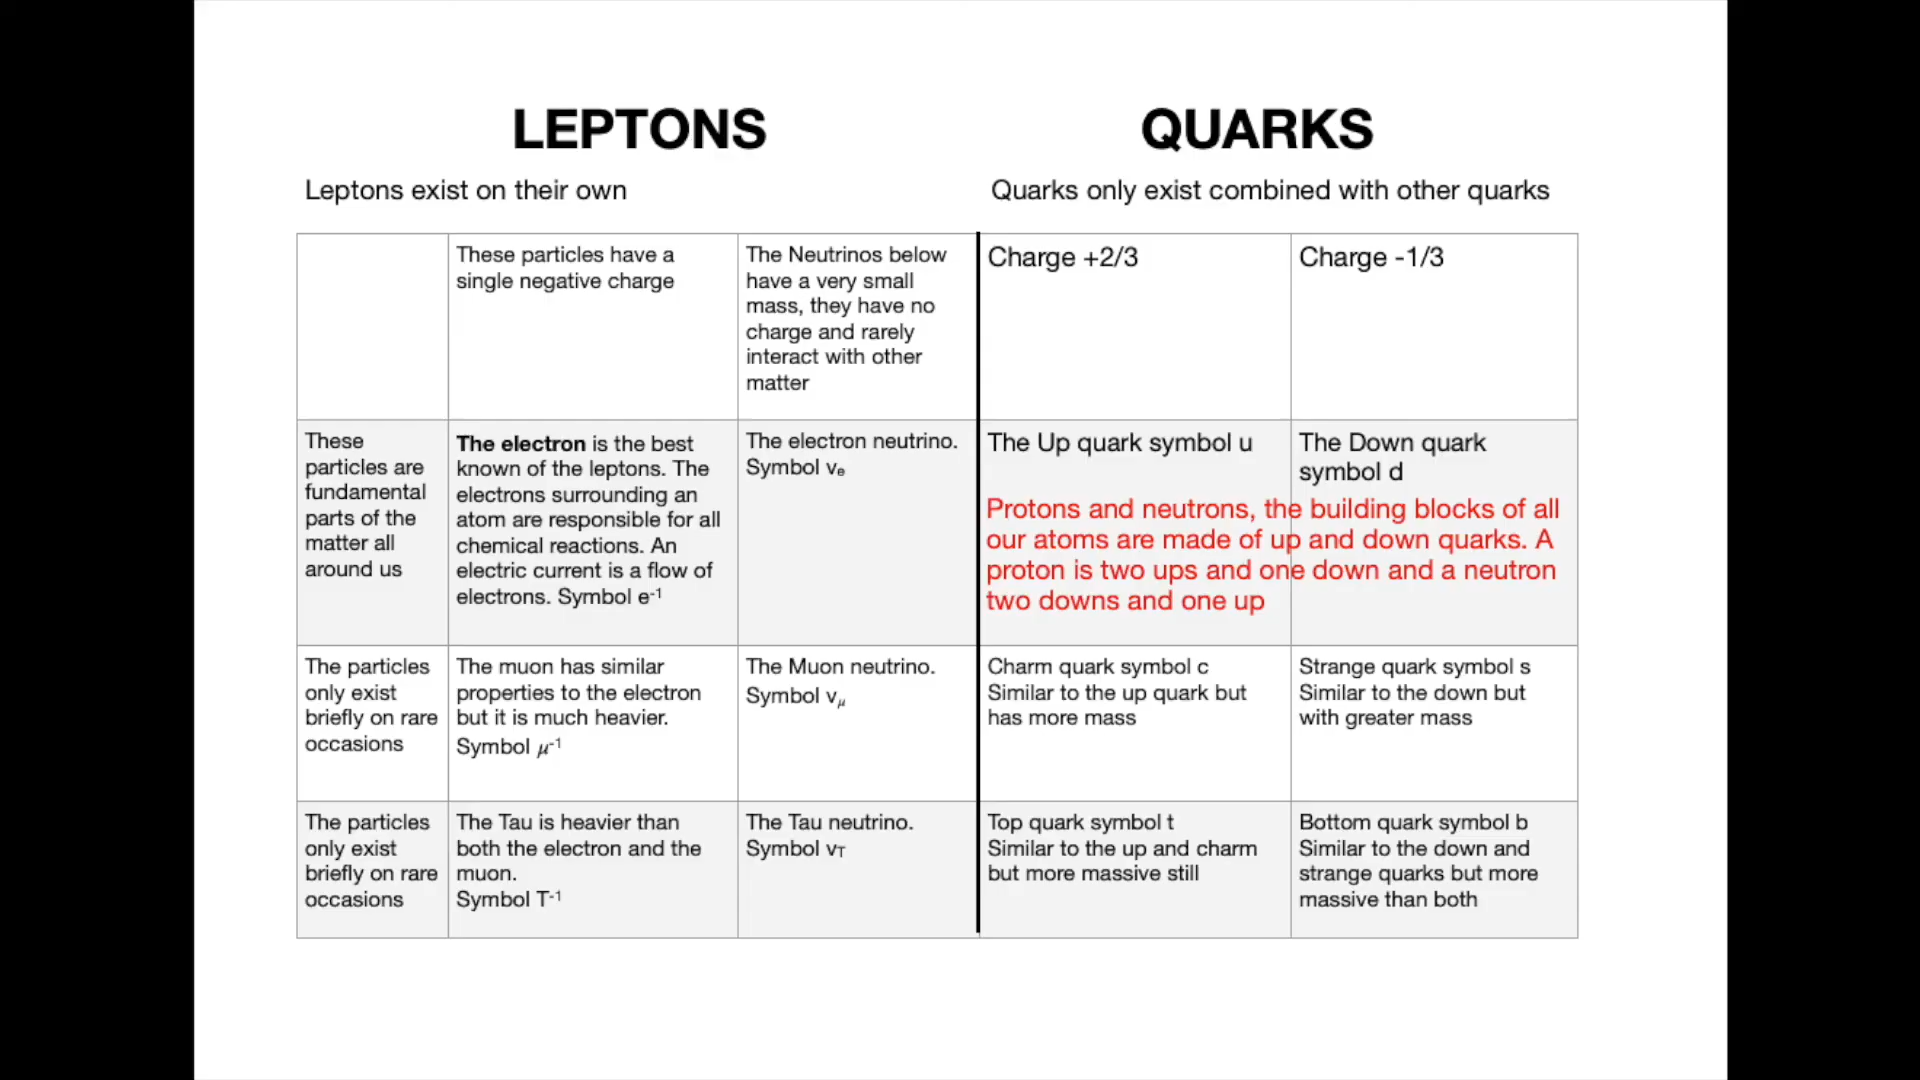 LEPTONS
QUARKS
Leptons exist on their own
Quarks only exist combined with other quarks
These particles have a
single negative charge
The Neutrinos below
have a very small
mass, they have no
charge and rarely
interact with other
matter
Charge +2/3
Charge -1/3
These
particles are
fundamental
parts of the
matter all
around us
The electron is the best
known of the leptons. The
electrons surrounding an
atom are responsible for all
chemical reactions. An
electric current is a flow of
electrons. Symbol e⁻¹
The electron neutrino.
Symbol vₑ
The Up quark symbol u
The Down quark
symbol d
Protons and neutrons, the building blocks of all
our atoms are made of up and down quarks. A
proton is two ups and one down and a neutron
two downs and one up
The particles
only exist
briefly on rare
occasions
The muon has similar
properties to the electron
but it is much heavier.
Symbol μ⁻¹
The Muon neutrino.
Symbol vμ
Charm quark symbol c
Similar to the up quark but
has more mass
Strange quark symbol s
Similar to the down but
with greater mass
The particles
only exist
briefly on rare
occasions
The Tau is heavier than
both the electron and the
muon.
Symbol T⁻¹
The Tau neutrino.
Symbol vT
Top quark symbol t
Similar to the up and charm
but more massive still
Bottom quark symbol b
Similar to the down and
strange quarks but more
massive than both